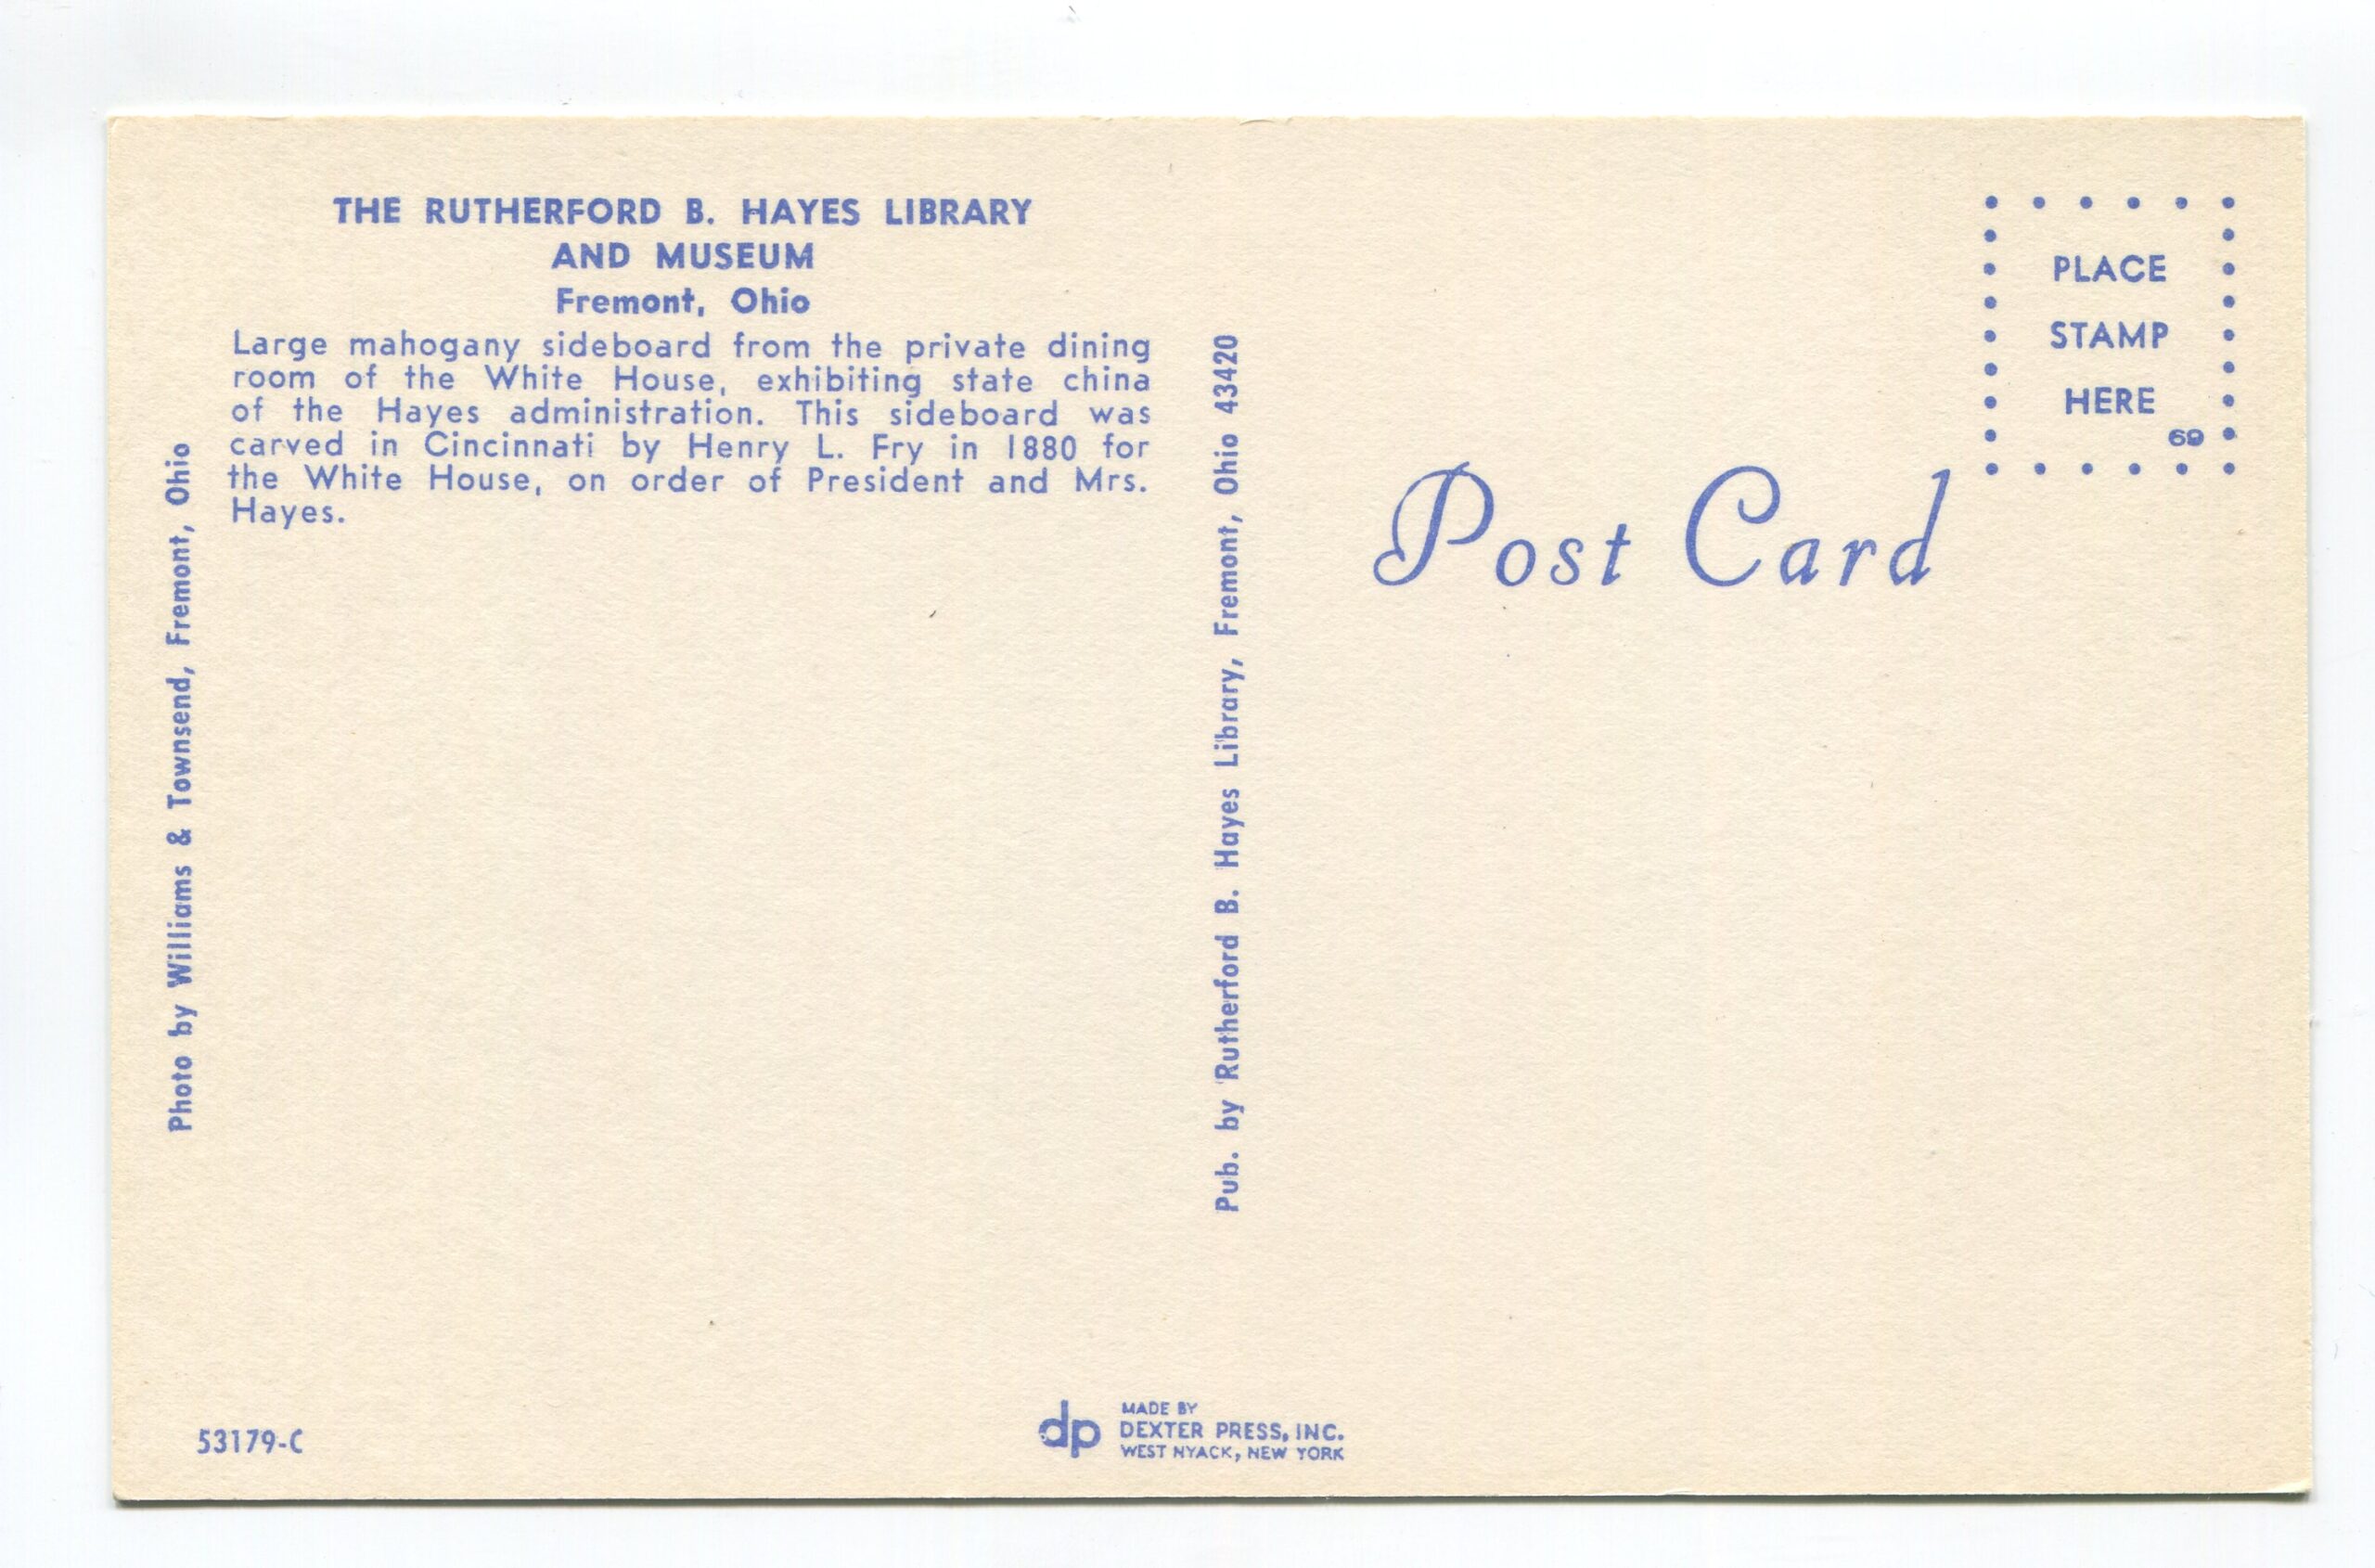 THE RUTHERFORD B. HAYES LIBRARY
AND MUSEUM
Fremont, Ohio
Large mahogany sideboard from the private dining
room of the White House, exhibiting state china
of the Hayes administration. This sideboard was
carved in Cincinnati by Henry L. Fry in 1880 for
the White House, on order of President and Mrs.
Hayes.
Photo by Williams & Townsend, Fremont, Ohio
53179-C
Pub. by Rutherford B. Hayes Library, Fremont, Ohio 43420
dp
MADE BY
DEXTER PRESS, INC.
WEST NYACK, NEW YORK
PLACE
STAMP
HERE
69
Post Card